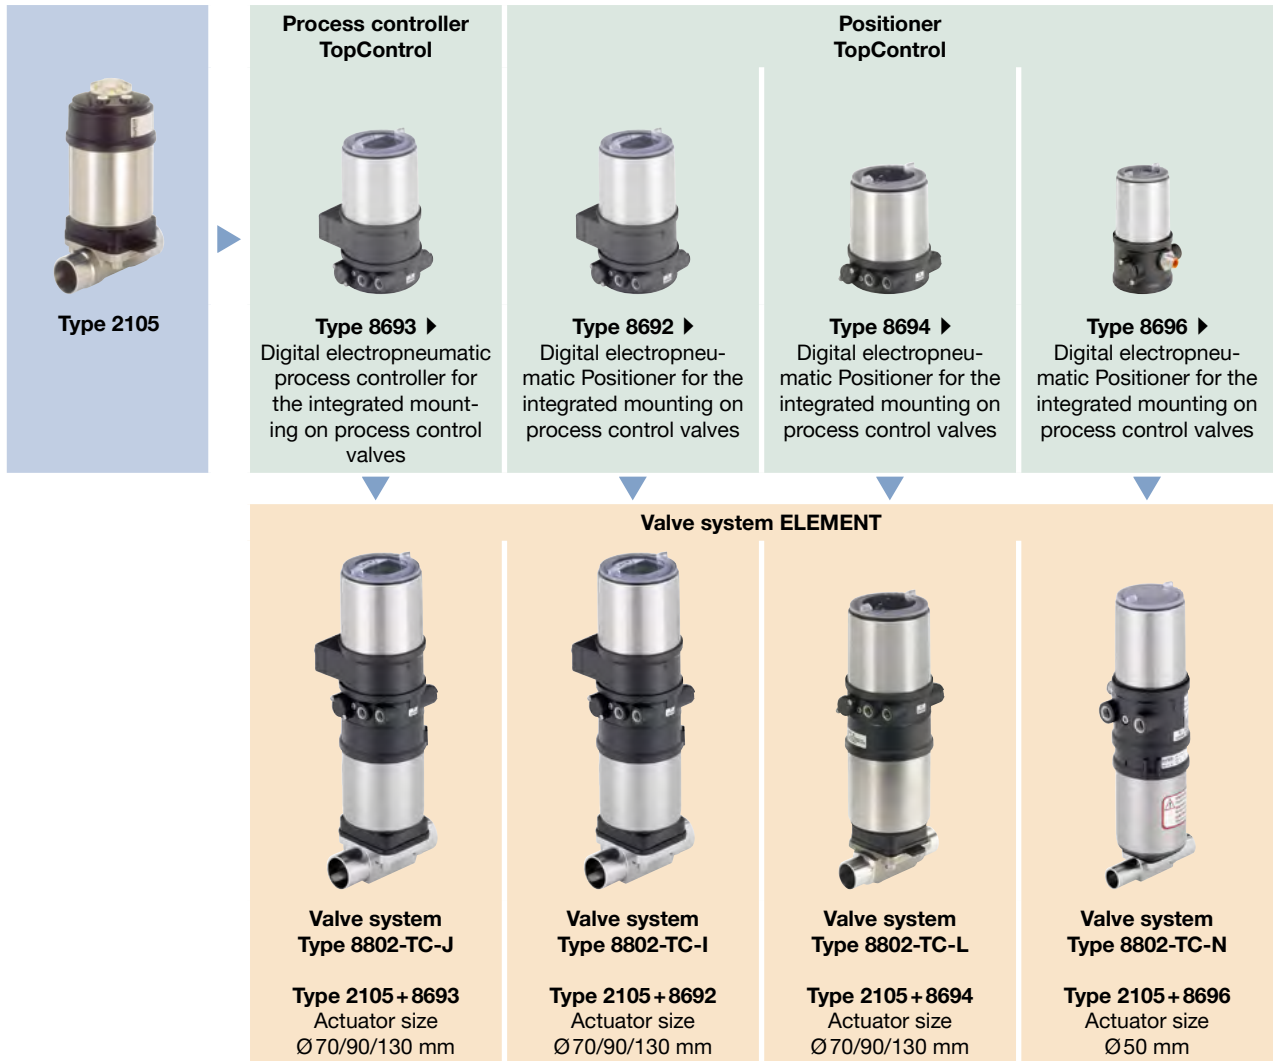 Process controller
TopControl
Positioner
TopControl
Type 2105
Type 8693
Digital electropneumatic
process controller for
the integrated mount-
ing on process control
valves
Type 8692
Digital electropneu-
matic Positioner for the
integrated mounting on
process control valves
Type 8694
Digital electropneu-
matic Positioner for the
integrated mounting on
process control valves
Type 8696
Digital electropneu-
matic Positioner for the
integrated mounting on
process control valves
Valve system ELEMENT
Valve system
Type 8802-TC-J
Type 2105+8693
Actuator size
Ø70/90/130 mm
Valve system
Type 8802-TC-I
Type 2105+8692
Actuator size
Ø70/90/130 mm
Valve system
Type 8802-TC-L
Type 2105+8694
Actuator size
Ø70/90/130 mm
Valve system
Type 8802-TC-N
Type 2105+8696
Actuator size
Ø50 mm